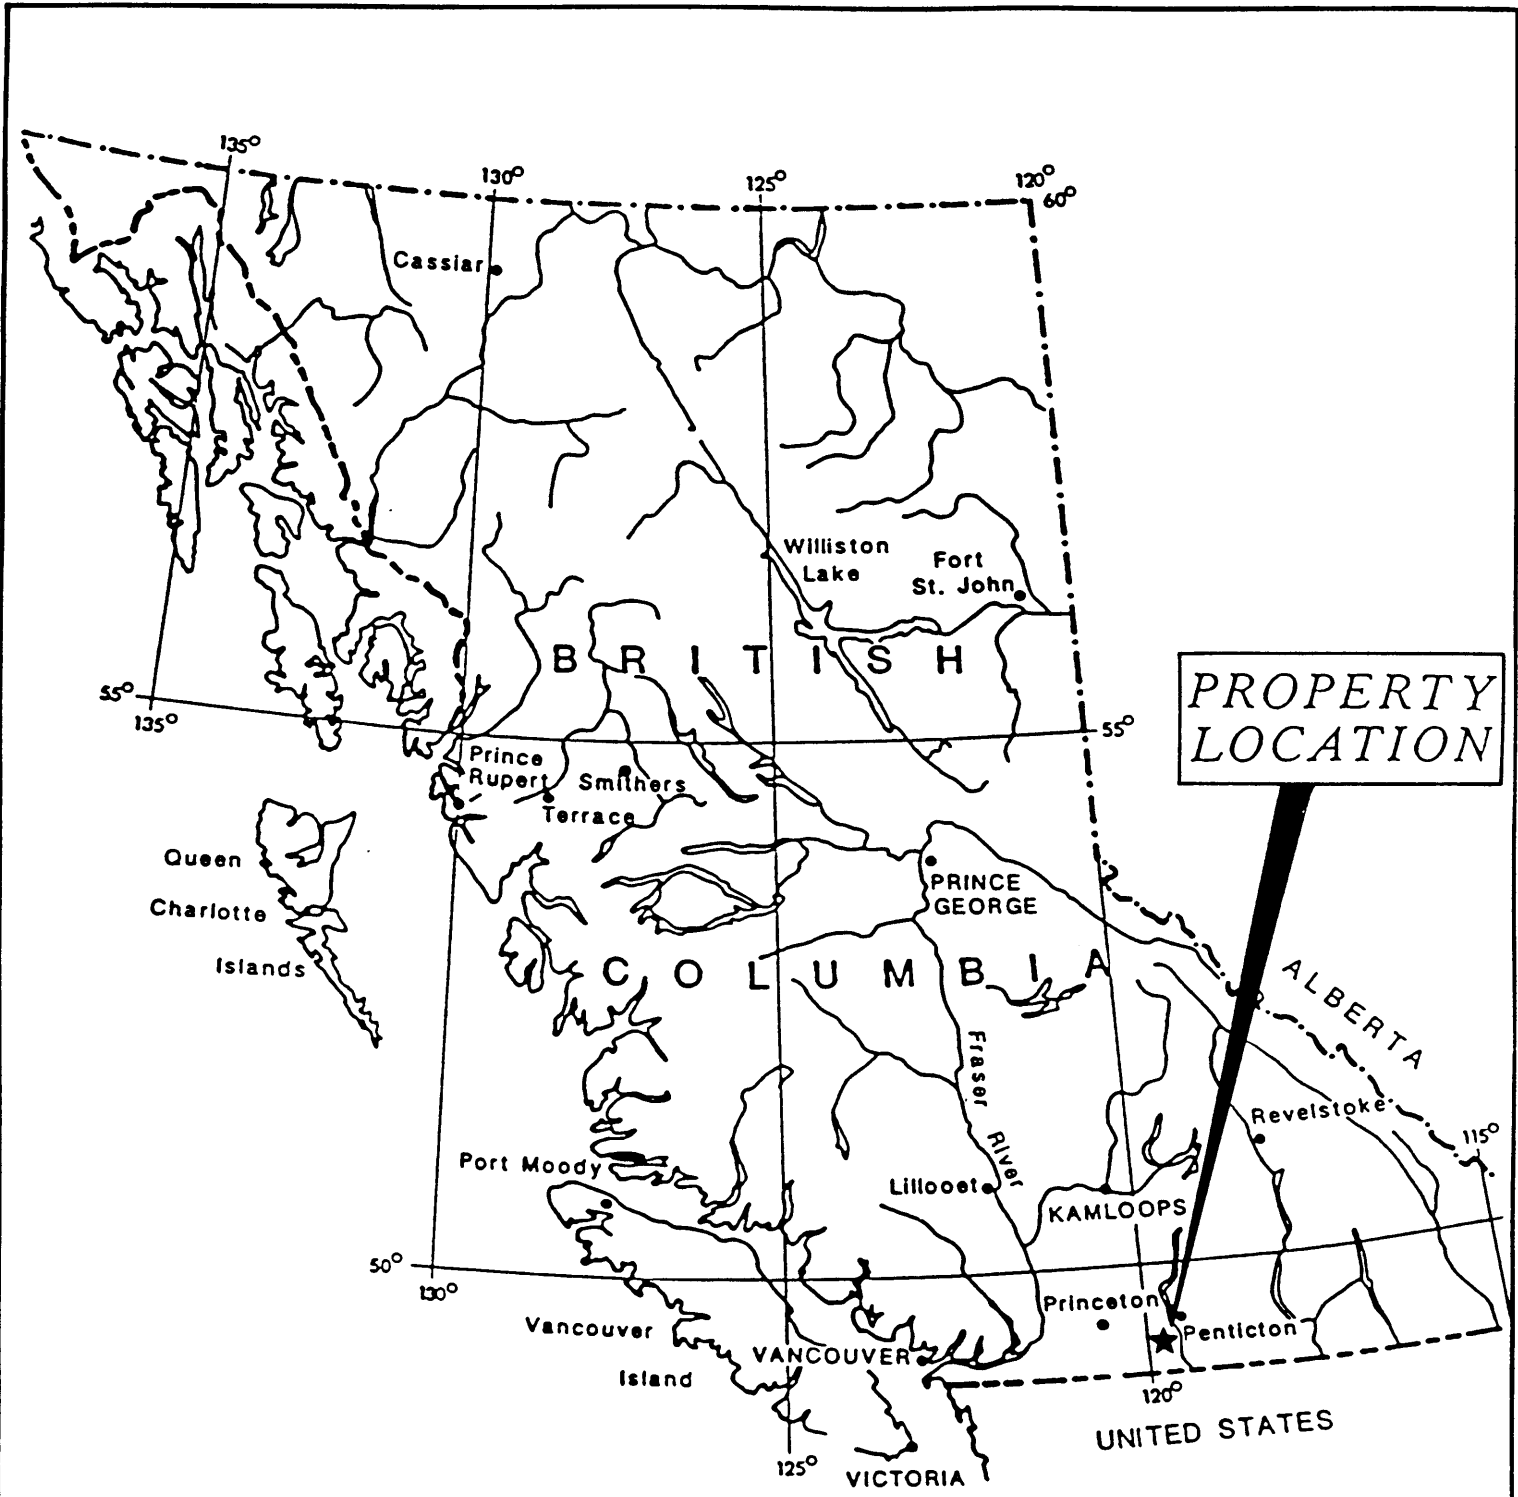 135°
130°
125°
120°
60°
Cassiar
Williston
Lake
Fort
St. John
BRITISH
PROPERTY
LOCATION
55°
135°
55°
Prince
Rupert
Smithers
Terrace
Queen
Charlotte
Islands
PRINCE
GEORGE
COLUMBIA
ALBERTA
Fraser River
Revelstoke
115°
Port Moody
Lillooet
KAMLOOPS
50°
130°
Princeton
Penticton
Vancouver
Island
VANCOUVER
120°
UNITED STATES
125°
VICTORIA